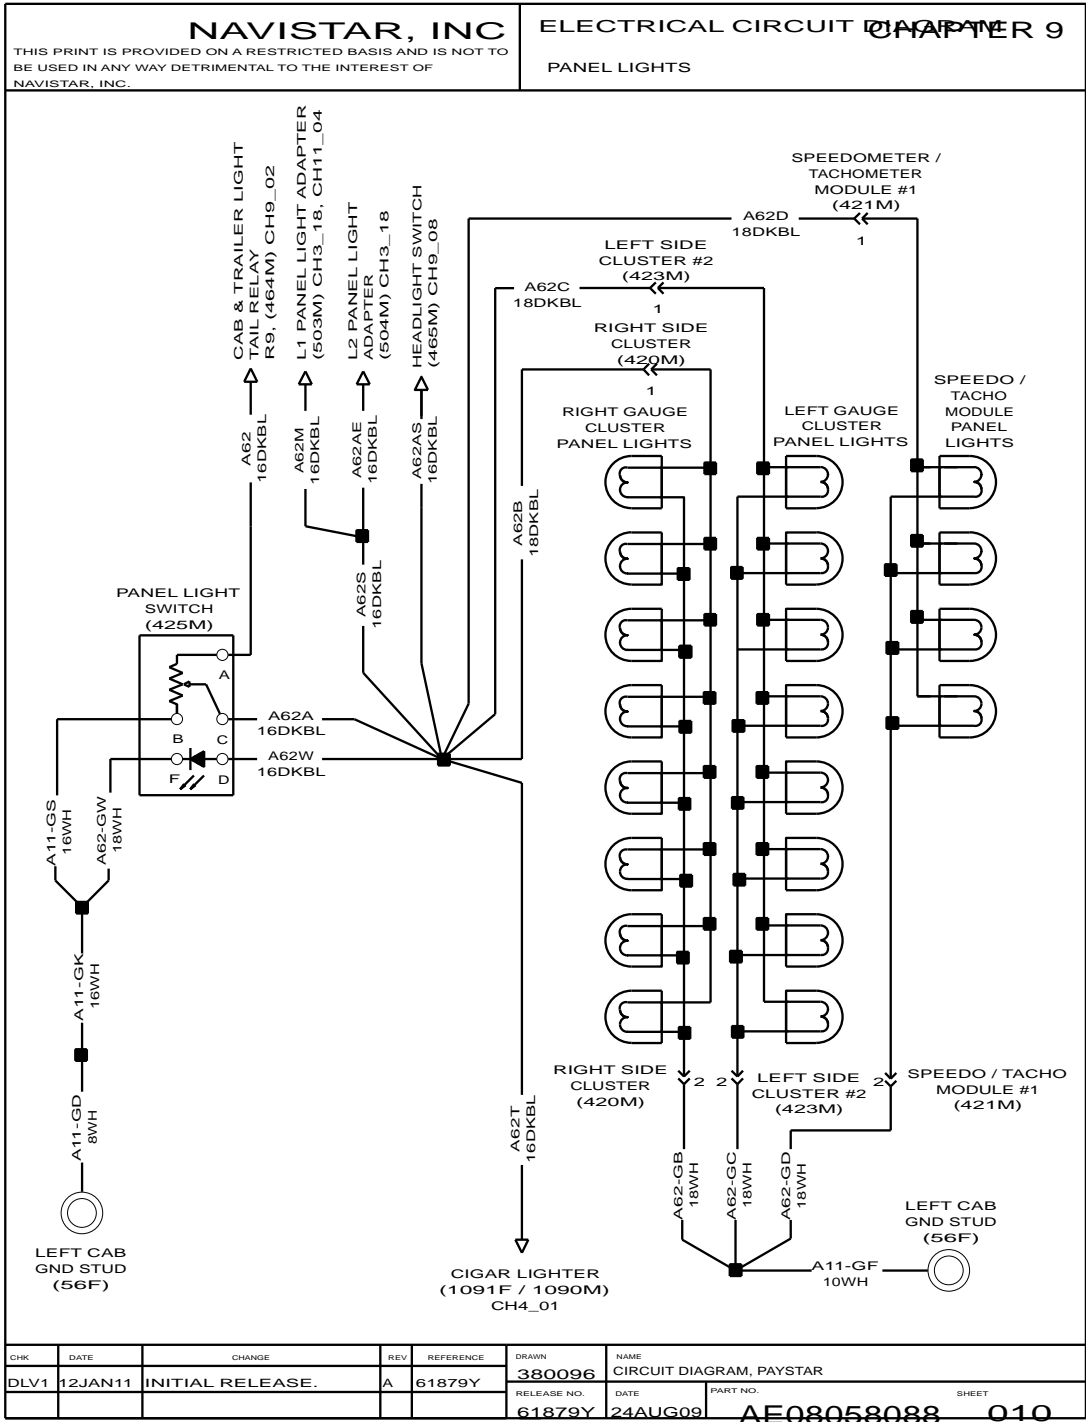 NAVISTAR, INC
THIS PRINT IS PROVIDED ON A RESTRICTED BASIS AND IS NOT TO
BE USED IN ANY WAY DETRIMENTAL TO THE INTEREST OF
NAVISTAR, INC.
ELECTRICAL CIRCUIT DIAGRAM
CHAPTER 9
PANEL LIGHTS
CAB & TRAILER LIGHT
TAIL RELAY
R9, (464M) CH9_02
L1 PANEL LIGHT ADAPTER
(503M) CH3_18, CH11_04
L2 PANEL LIGHT
ADAPTER
(504M) CH3_18
HEADLIGHT SWITCH
(465M) CH9_08
SPEEDOMETER /
TACHOMETER
MODULE #1
(421M)
A62D
18DKBL
1
LEFT SIDE
CLUSTER #2
(423M)
A62C
18DKBL
1
RIGHT SIDE
CLUSTER
(420M)
1
RIGHT GAUGE
CLUSTER
PANEL LIGHTS
LEFT GAUGE
CLUSTER
PANEL LIGHTS
SPEEDO /
TACHO
MODULE
PANEL
LIGHTS
A62
16DKBL
A62M
16DKBL
A62AE
16DKBL
A62AS
16DKBL
A62B
18DKBL
A62S
16DKBL
PANEL LIGHT
SWITCH
(425M)
A
B
C
F
D
A62A
16DKBL
A62W
16DKBL
A11-GS
16WH
A62-GW
18WH
A11-GK
16WH
A11-GD
8WH
LEFT CAB
GND STUD
(56F)
A62T
16DKBL
CIGAR LIGHTER
(1091F / 1090M)
CH4_01
RIGHT SIDE
CLUSTER
(420M)
2
2
LEFT SIDE
CLUSTER #2
(423M)
2
SPEEDO / TACHO
MODULE #1
(421M)
A62-GB
18WH
A62-GC
18WH
A62-GD
18WH
A11-GF
10WH
LEFT CAB
GND STUD
(56F)
CHK DATE CHANGE REV REFERENCE
DLV1 12JAN11 INITIAL RELEASE. A 61879Y
DRAWN
380096
NAME
CIRCUIT DIAGRAM, PAYSTAR
RELEASE NO.
61879Y
DATE
24AUG09
PART NO.
AE08058088
SHEET
010